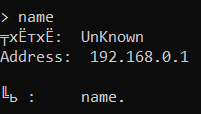 > name
╤хЁтхЁ:  UnKnown
Address:  192.168.0.1
╚ь :     name.